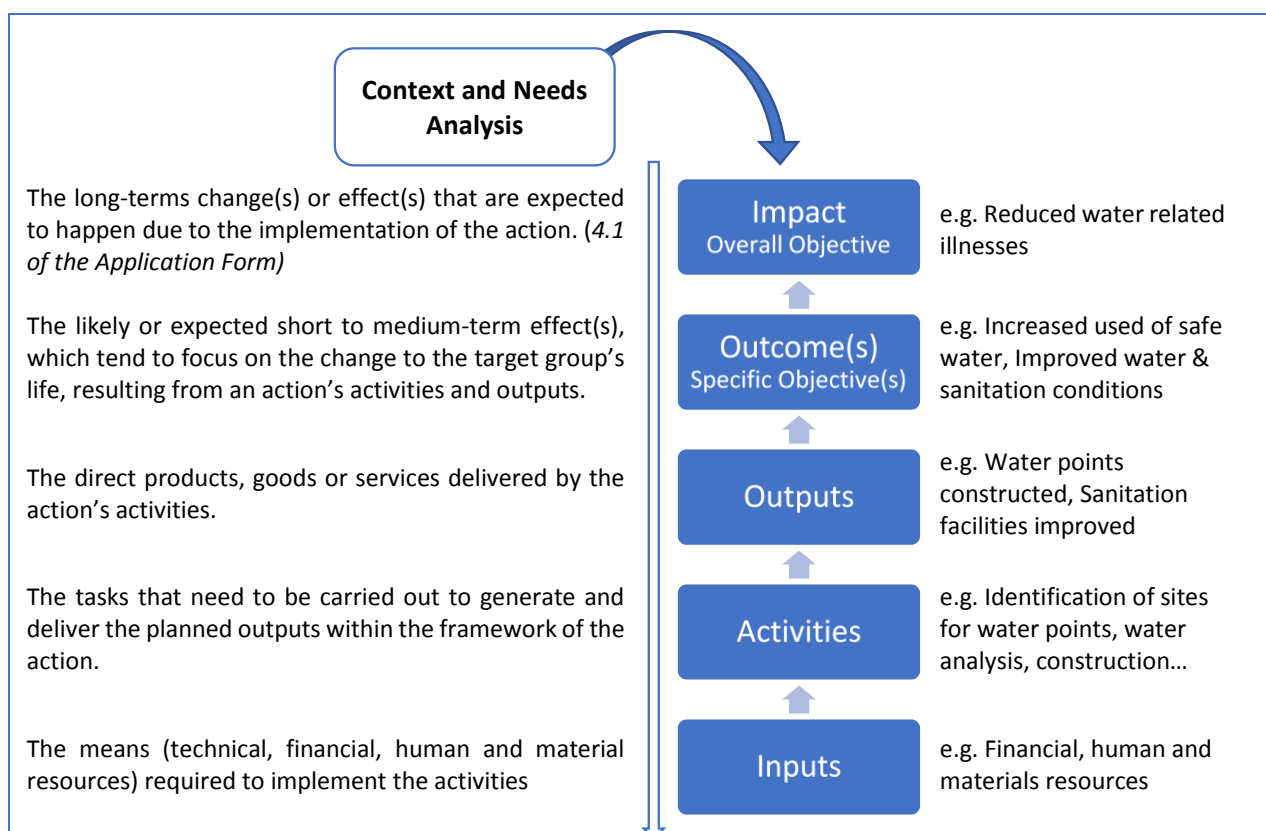 Context and Needs
Analysis
The long-terms change(s) or effect(s) that are expected
to happen due to the implementation of the action. (4.1
of the Application Form)
Impact
Overall Objective
e.g. Reduced water related
illnesses
The likely or expected short to medium-term effect(s),
which tend to focus on the change to the target group's
life, resulting from an action's activities and outputs.
Outcome(s)
Specific Objective(s)
e.g. Increased used of safe
water, Improved water &
sanitation conditions
The direct products, goods or services delivered by the
action's activities.
Outputs
e.g. Water points
constructed, Sanitation
facilities improved
The tasks that need to be carried out to generate and
deliver the planned outputs within the framework of the
action.
Activities
e.g. Identification of sites
for water points, water
analysis, construction…
The means (technical, financial, human and material
resources) required to implement the activities
Inputs
e.g. Financial, human and
materials resources